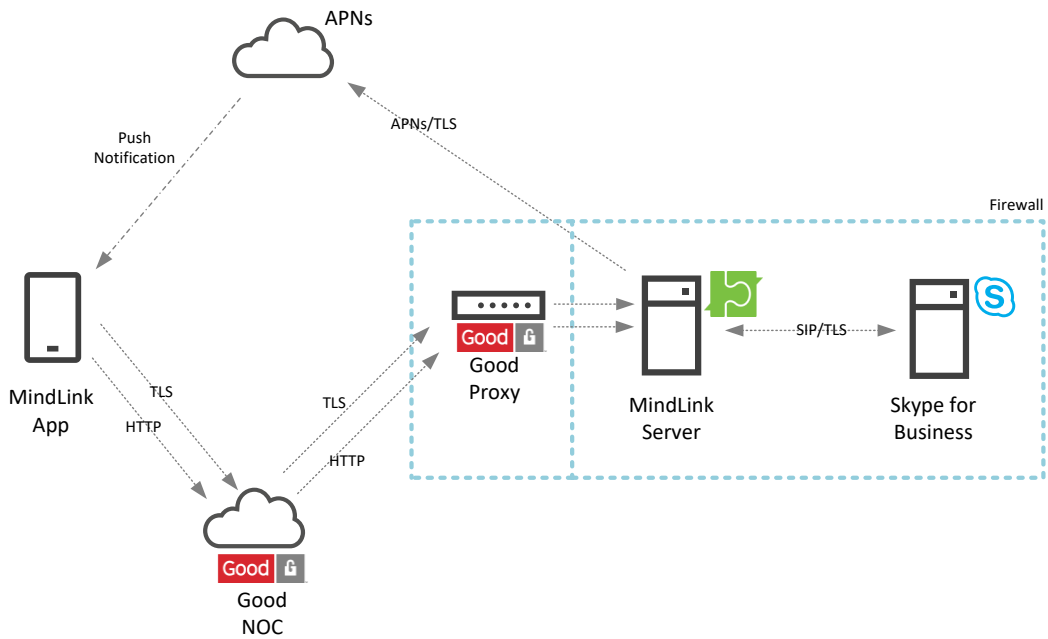 APNs
APNs/TLS
Push
Notification
Firewall
MindLink
App
TLS
HTTP
TLS
HTTP
Good
Good
Proxy
MindLink
Server
SIP/TLS
S
Skype for
Business
Good
Good
NOC